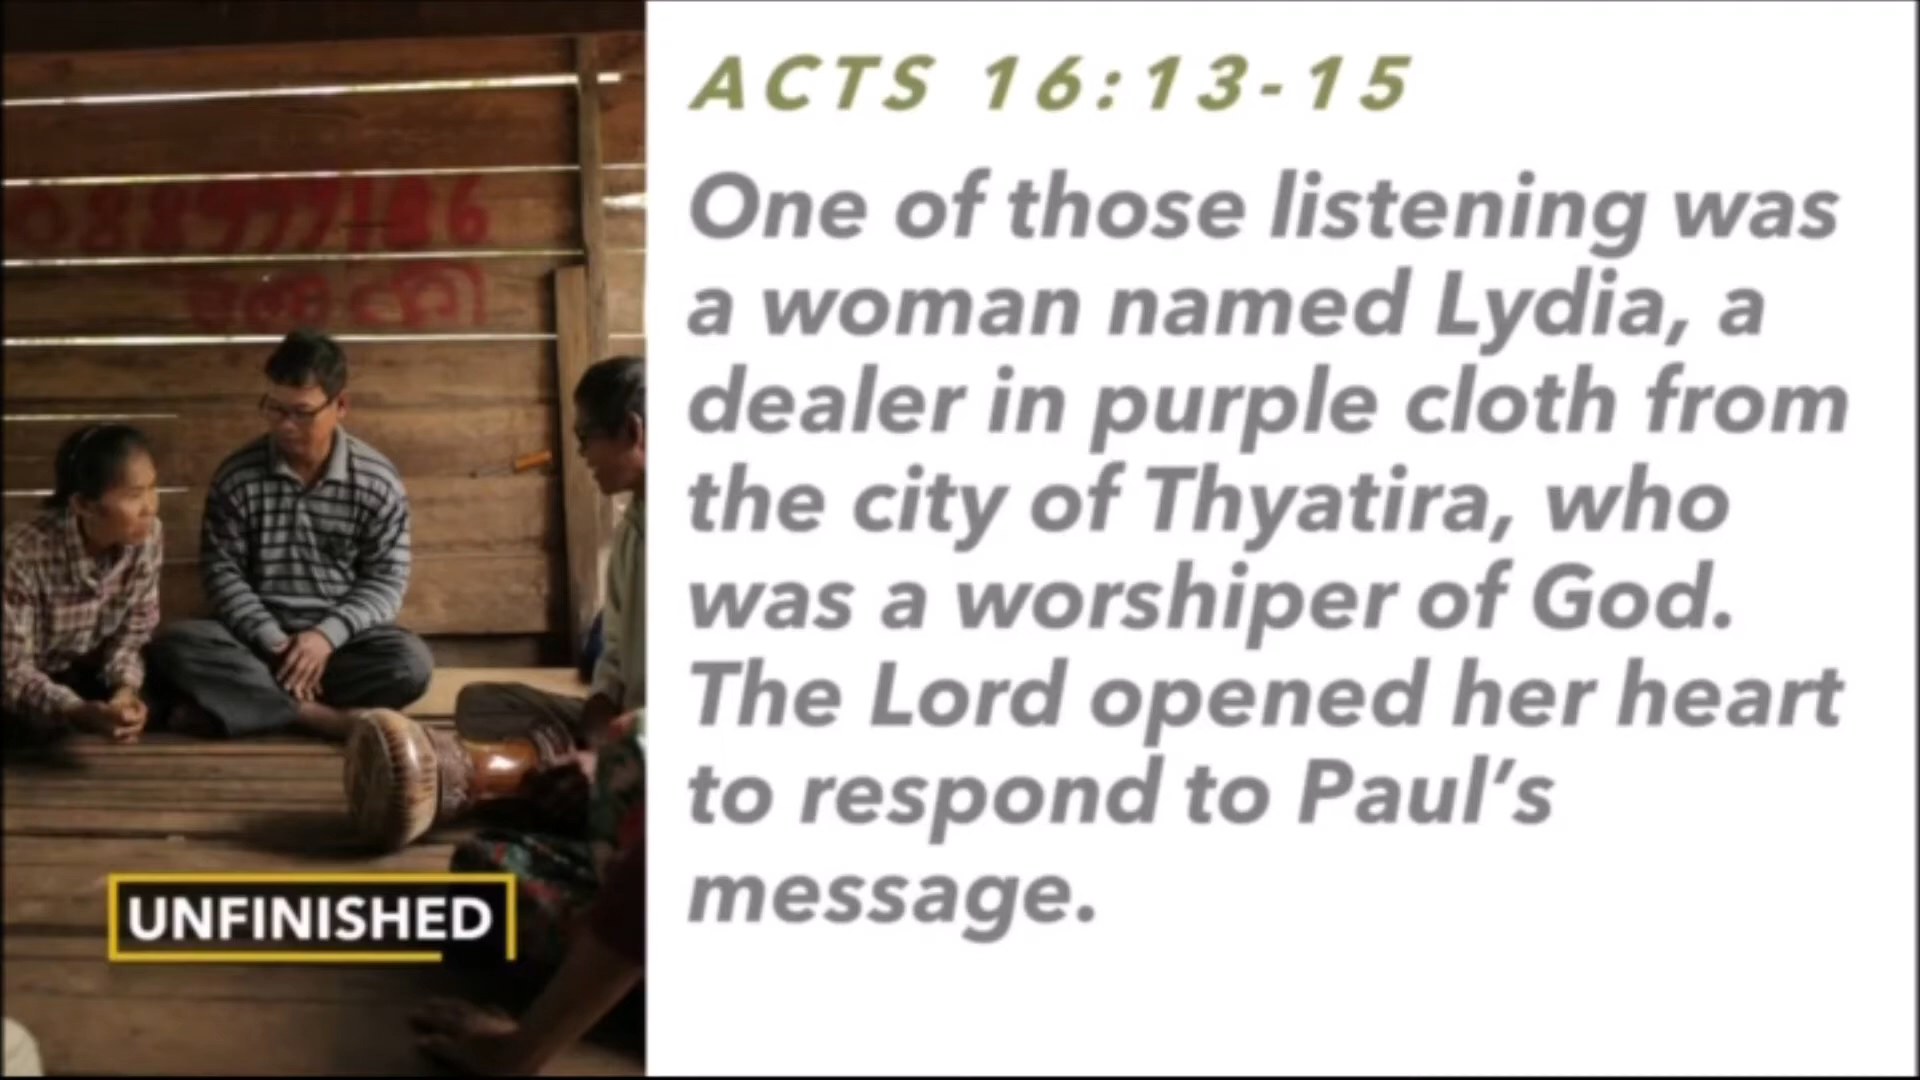 ACTS 16:13-15
One of those listening was
a woman named Lydia, a
dealer in purple cloth from
the city of Thyatira, who
was a worshiper of God.
The Lord opened her heart
to respond to Paul’s
message.
UNFINISHED